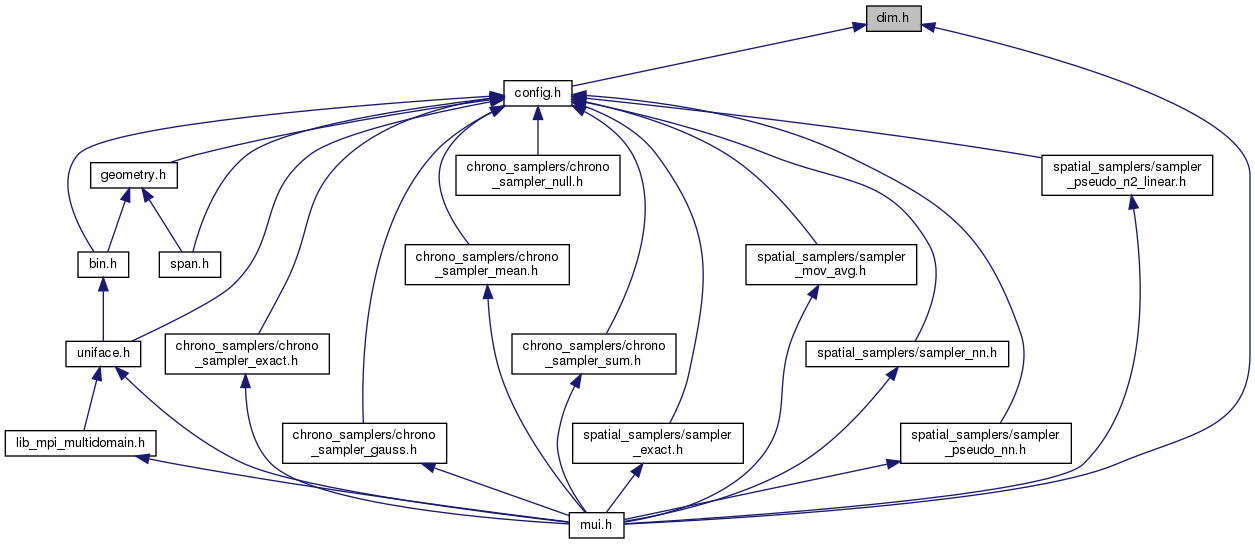 dim.h
config.h
geometry.h
chrono_samplers/chrono
_sampler_null.h
spatial_samplers/sampler
_pseudo_n2_linear.h
bin.h
span.h
chrono_samplers/chrono
_sampler_mean.h
spatial_samplers/sampler
_mov_avg.h
uniface.h
chrono_samplers/chrono
_sampler_exact.h
chrono_samplers/chrono
_sampler_sum.h
spatial_samplers/sampler_nn.h
lib_mpi_multidomain.h
chrono_samplers/chrono
_sampler_gauss.h
spatial_samplers/sampler
_exact.h
spatial_samplers/sampler
_pseudo_nn.h
mui.h